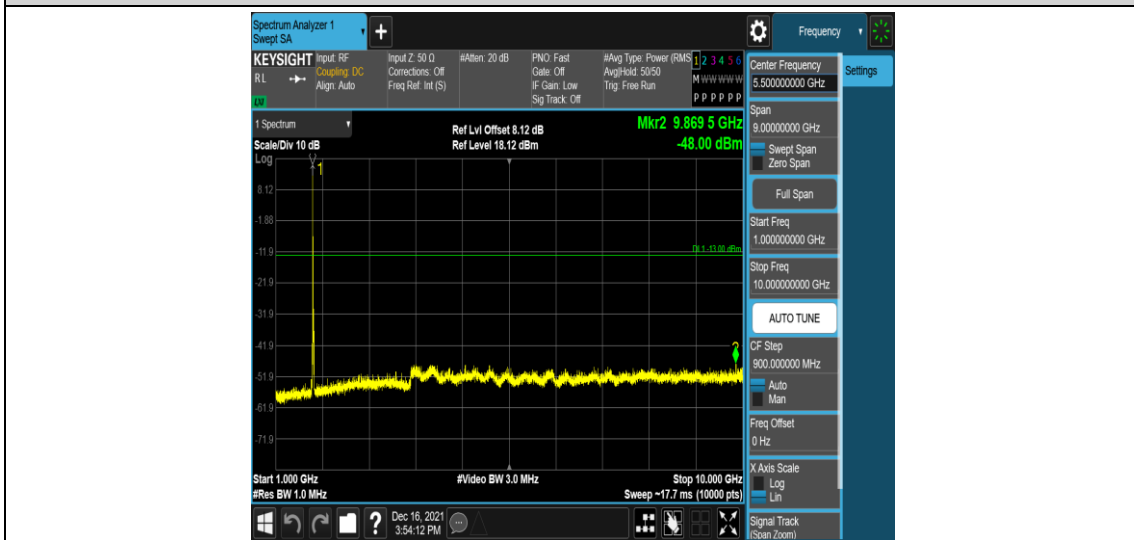 Spectrum Analyzer 1
Swept SA
+
Frequency
KEYSIGHT
RL
LXI
Input: RF
Coupling: DC
Align: Auto
Input Z: 50 Ω
Corrections: Off
Freq Ref: Int (S)
#Atten: 20 dB
PNO: Fast
Gate: Off
IF Gain: Low
Sig Track: Off
#Avg Type: Power (RMS
Avg|Hold: 50/50
Trig: Free Run
1 2 3 4 5 6
M W W W W W
P P P P P P
Center Frequency
5.500000000 GHz
Settings
Span
9.00000000 GHz
Swept Span
Zero Span
Full Span
Start Freq
1.000000000 GHz
Stop Freq
10.000000000 GHz
AUTO TUNE
CF Step
900.000000 MHz
Auto
Man
Freq Offset
0 Hz
X Axis Scale
Log
Lin
Signal Track
(Span Zoom)
1 Spectrum
Scale/Div 10 dB
Ref Lvl Offset 8.12 dB
Ref Level 18.12 dBm
Mkr2 9.869 5 GHz
-48.00 dBm
Log
1
8.12
-1.88
-11.9
DL1 -13.00 dBm
-21.9
-31.9
-41.9
2
-51.9
-61.9
-71.9
Start 1.000 GHz
#Video BW 3.0 MHz
Stop 10.000 GHz
#Res BW 1.0 MHz
Sweep ~17.7 ms (10000 pts)
?
Dec 16, 2021
3:54:12 PM